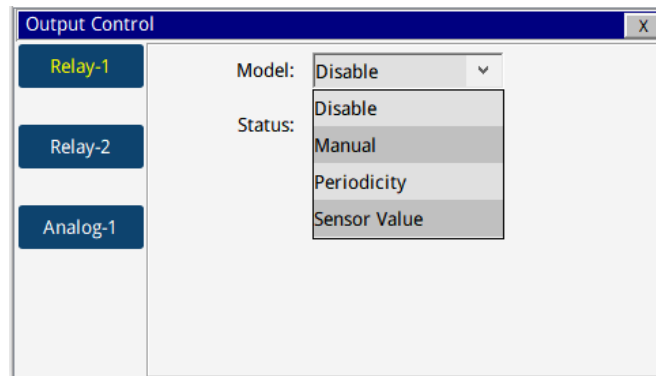 Output Control X
Relay-1
Relay-2
Analog-1
Model: Disable
Status:
Disable
Manual
Periodicity
Sensor Value